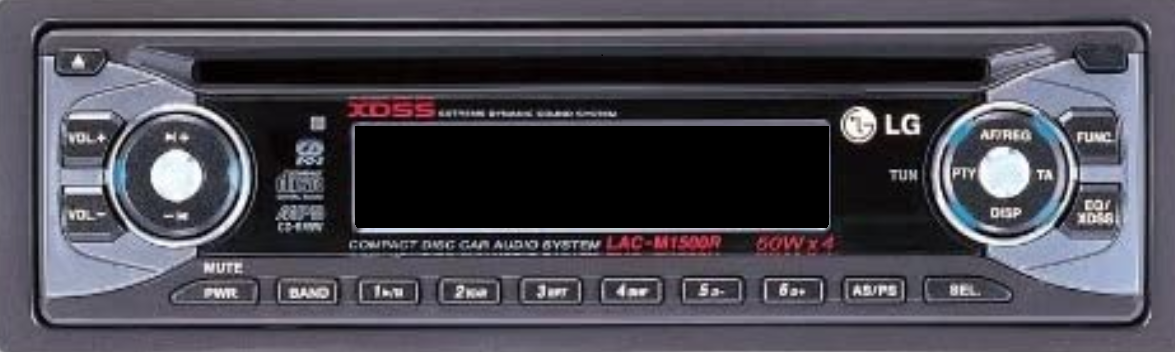 XDSS EXTREME DYNAMIC SOUND SYSTEM
LG
VOL.+
AF/REG
FUNC.
TUN
PTY
TA
VOL.-
DISP
EQ/
XDSS
MP3
COMPACT DISC CAR AUDIO SYSTEM LAC-M1500R 50W x 4
MUTE
PWR BAND 1 2 3RPT 4 5 6 AS/PS SEL.